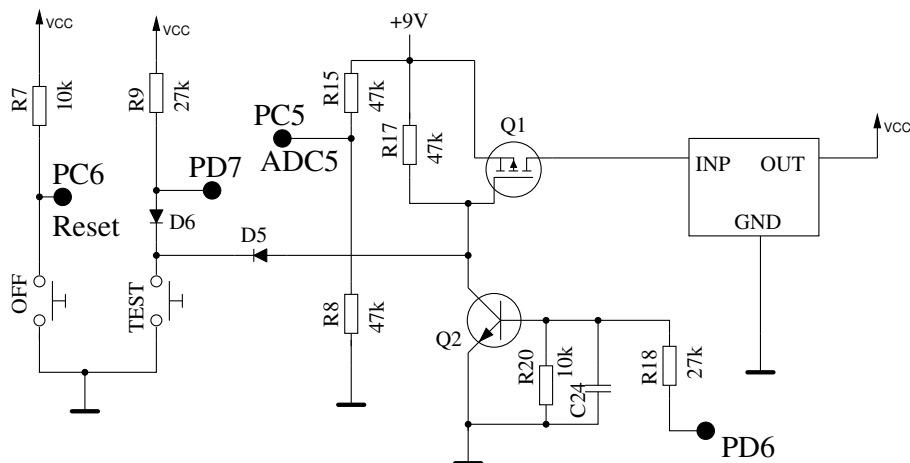 VCC
VCC
+9V
R7
10k
R9
27k
R15
47k
PC5
ADC5
R17
47k
Q1
INP
OUT
GND
VCC
PC6
Reset
PD7
D6
D5
OFF
TEST
R8
47k
Q2
R20
10k
C24
R18
27k
PD6